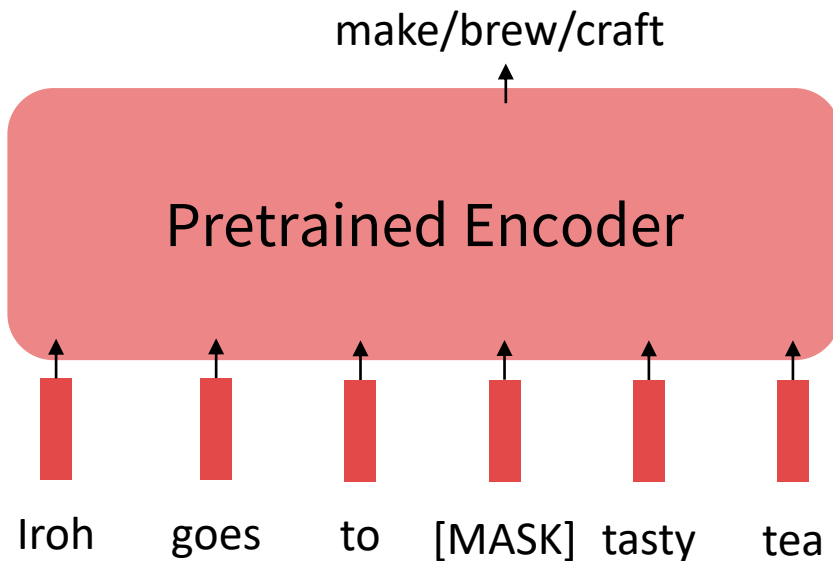 make/brew/craft
Pretrained Encoder
Iroh goes to [MASK] tasty tea